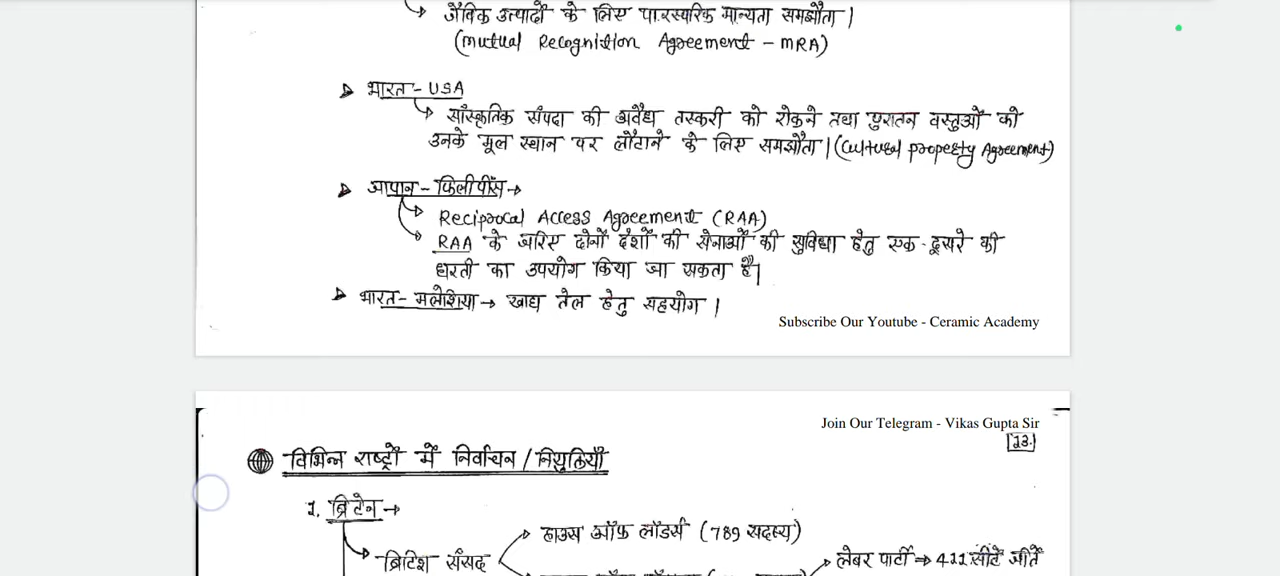 ↳ जैविक उत्पादों के लिए पारस्परिक मान्यता समझौता।
(Mutual Recognition Agreement - MRA)
➤ भारत - USA
↳ सांस्कृतिक संपदा की अवैध तस्करी को रोकने तथा पुरातन वस्तुओं को
उनके मूल स्थान पर लौटाने के लिए समझौता। (Cultural property Agreement)
➤ जापान - फिलीपींस →
↳ Reciprocal Access Agreement (RAA)
↳ RAA के जरिए दोनों देशों की सेनाओं की सुविधा हेतु एक-दूसरे की
धरती का उपयोग किया जा सकता है।
➤ भारत - मलेशिया → खाद्य तेल हेतु सहयोग।
Subscribe Our Youtube - Ceramic Academy
Join Our Telegram - Vikas Gupta Sir
23.
विभिन्न राष्ट्रों में निर्वाचन / नियुक्तियाँ
1. ब्रिटेन →
हाउस ऑफ लॉर्ड्स (789 सदस्य)
ब्रिटिश संसद
लेबर पार्टी ⇒ 411 सीटें जीतें